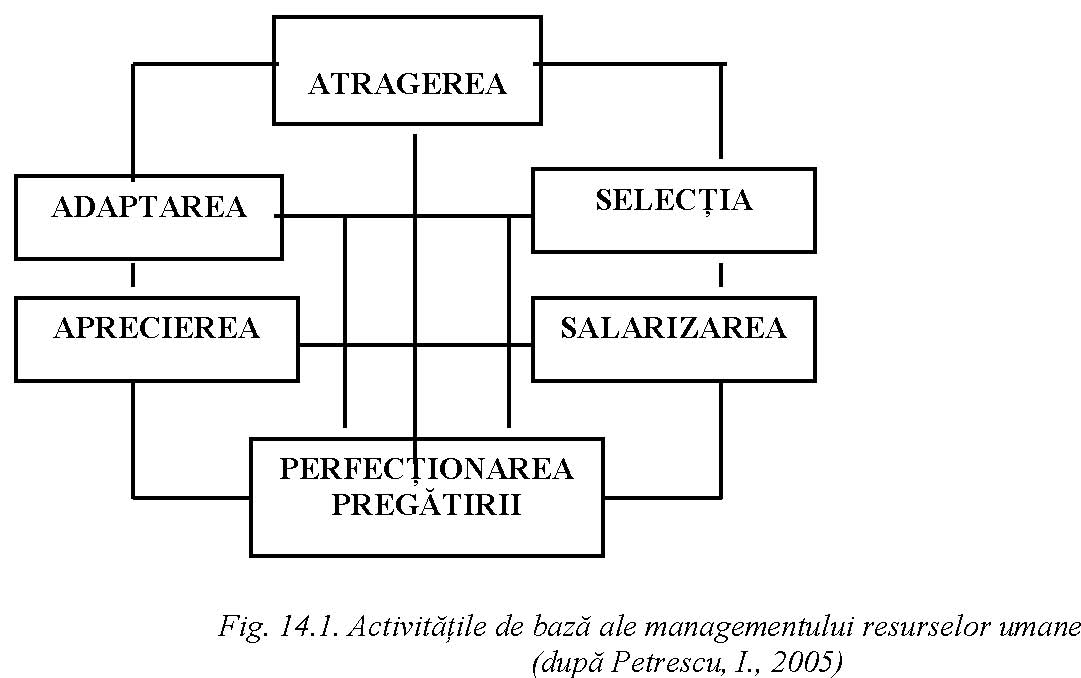 ATRAGEREA
ADAPTAREA
SELECȚIA
APRECIEREA
SALARIZAREA
PERFECȚIONAREA
PREGĂTIRII
Fig. 14.1. Activitățile de bază ale managementului resurselor umane
(după Petrescu, I., 2005)